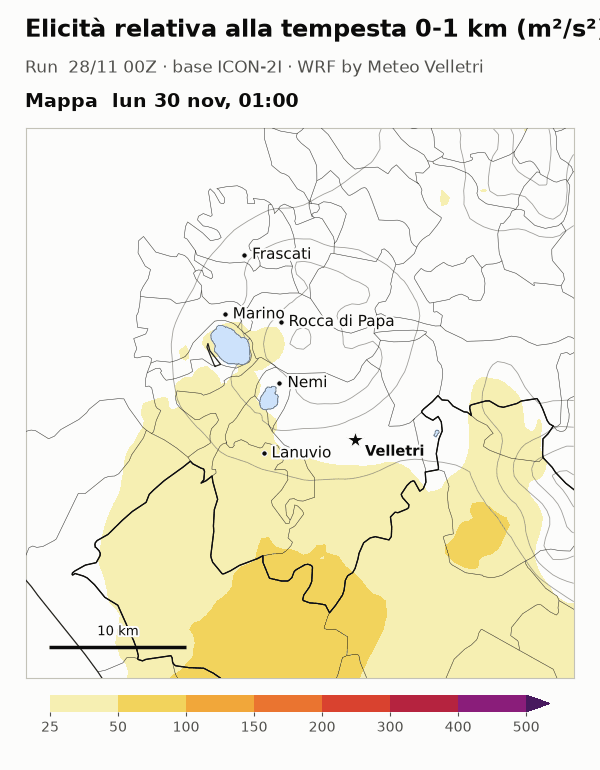 Elicità relativa alla tempesta 0-1 km (m²/s²)
Run 28/11 00Z · base ICON-2I · WRF by Meteo Velletri
Mappa lun 30 nov, 01:00
Frascati
Marino
Rocca di Papa
Nemi
Velletri
Lanuvio
10 km
25 50 100 150 200 300 400 500